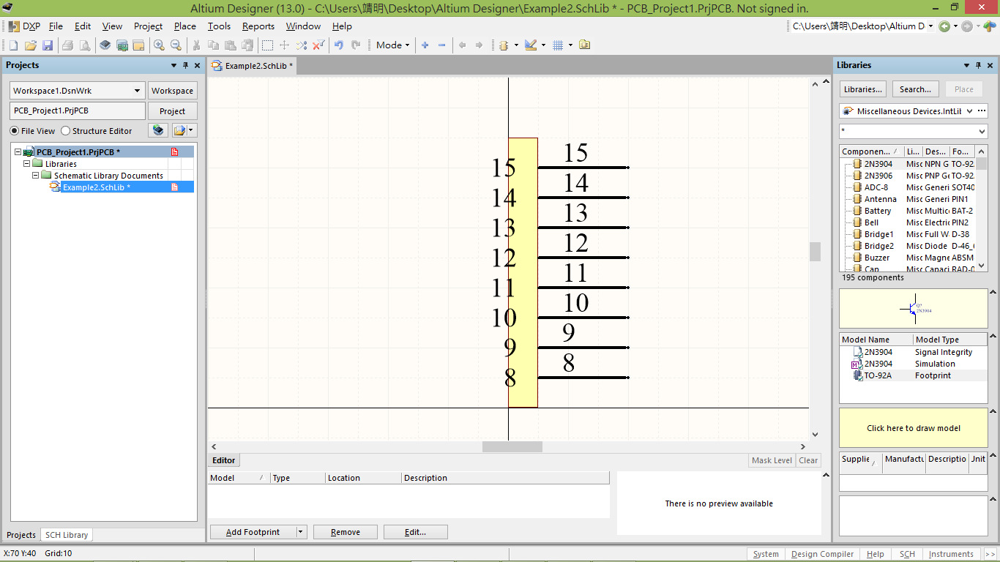 Altium Designer (13.0) - C:\Users\靖明\Desktop\Altium Designer\Example2.SchLib * - PCB_Project1.PrjPCB. Not signed in.
DXP File Edit View Project Place Tools Reports Window Help
C:\Users\靖明\Desktop\Altium D
Mode
Projects
Workspace1.DsnWrk
Workspace
PCB_Project1.PrjPCB
Project
File View Structure Editor
PCB_Project1.PrjPCB *
Libraries
Schematic Library Documents
Example2.SchLib *
Projects SCH Library
Example2.SchLib *
15 15
14 14
13 13
12 12
11 11
10 10
9 9
8 8
Editor
Mask Level Clear
Model Type Location Description
There is no preview available
Add Footprint Remove Edit...
Libraries
Libraries... Search... Place
Miscellaneous Devices.IntLib
*
Componen... Li... Des... Fo...
2N3904 Misc NPN G TO-92
2N3906 Misc PNP Ge TO-92
ADC-8 Misc Generi SOT40
Antenna Misc Generi PIN1
Battery Misc Multic BAT-2
Bell Misc Electric PIN2
Bridge1 Misc Full W D-38
Bridge2 Misc Diode D-46_6
Buzzer Misc Magne ABSM
Cap Misc Capaci RAD-0
195 components
Q?
2N3904
Model Name Model Type
2N3904 Signal Integrity
2N3904 Simulation
TO-92A Footprint
Click here to draw model
Supplie Manufactu Descriptio Unit
X:70 Y:40 Grid:10
System Design Compiler Help SCH Instruments >>